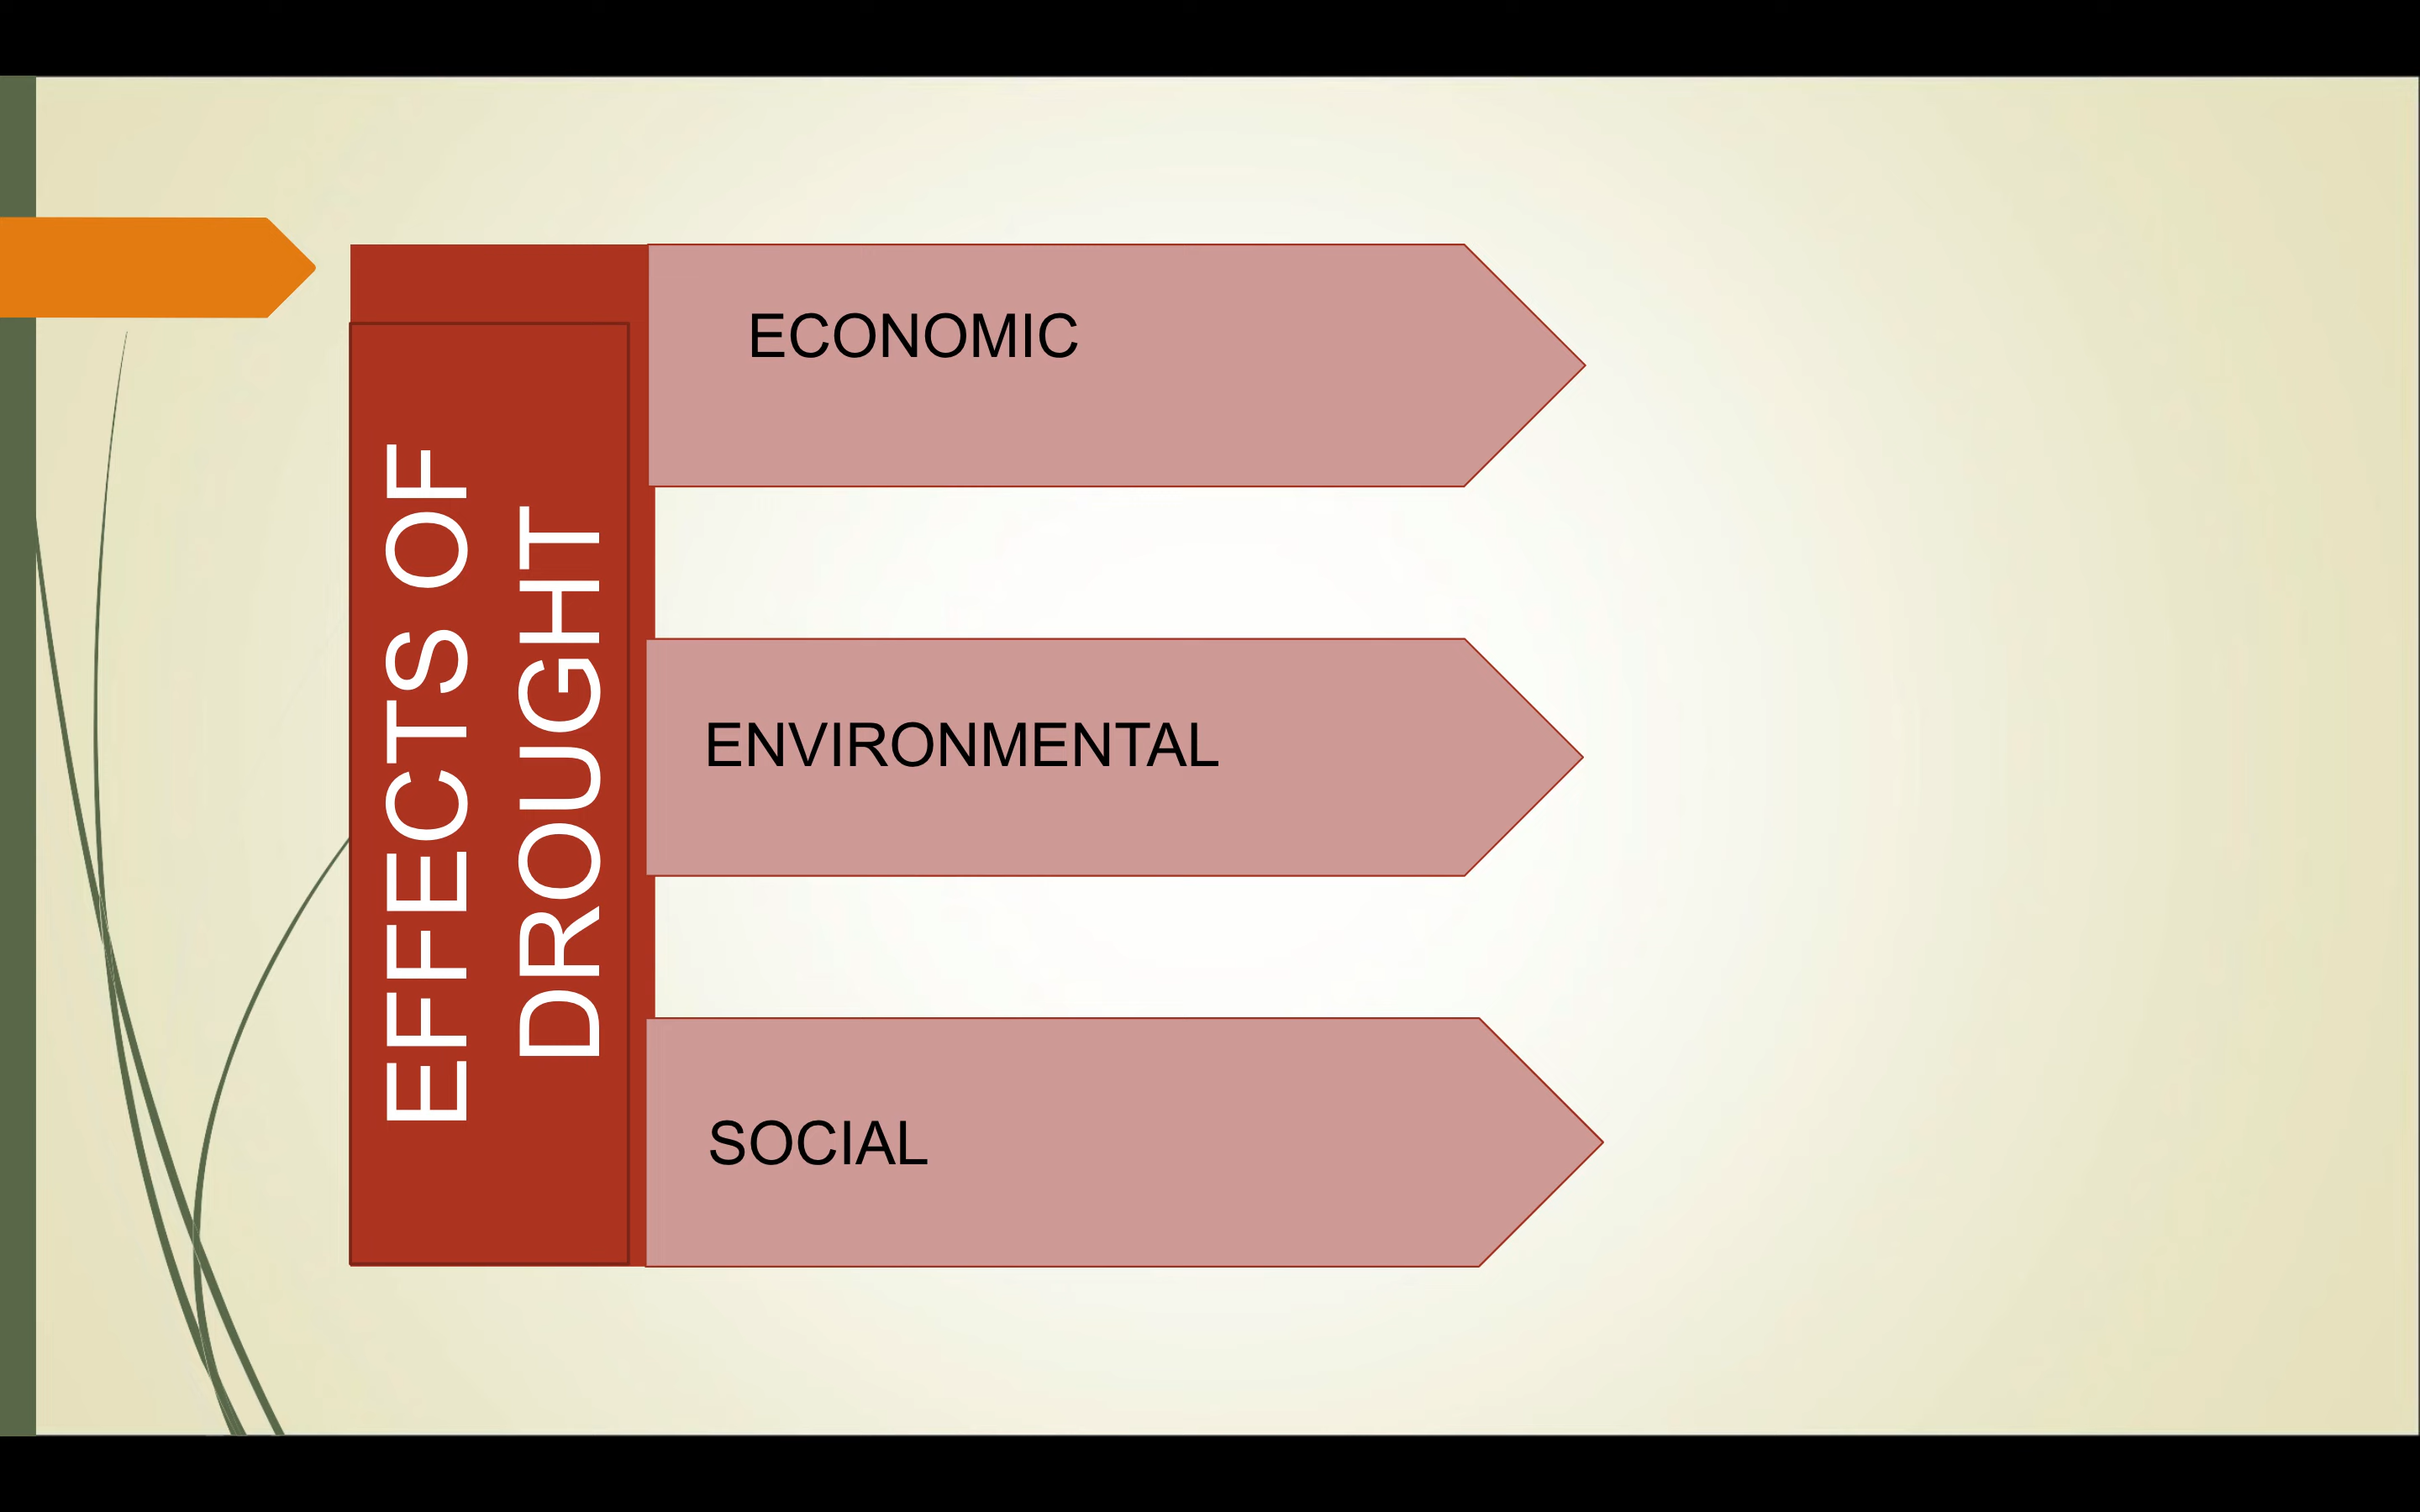 EFFECTS OF
DROUGHT
ECONOMIC
ENVIRONMENTAL
SOCIAL